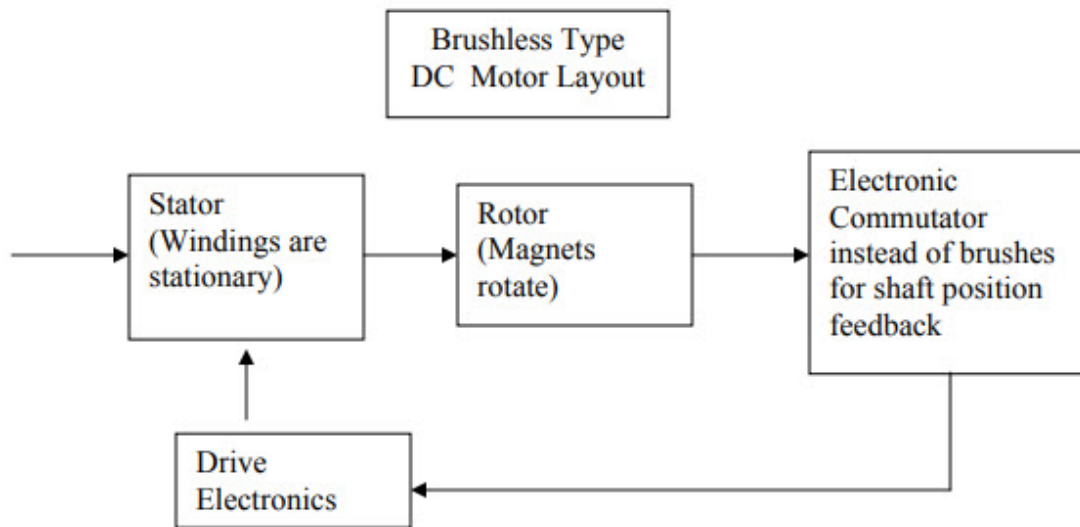 Brushless Type
DC Motor Layout
Stator
(Windings are
stationary)
Rotor
(Magnets
rotate)
Electronic
Commutator
instead of brushes
for shaft position
feedback
Drive
Electronics